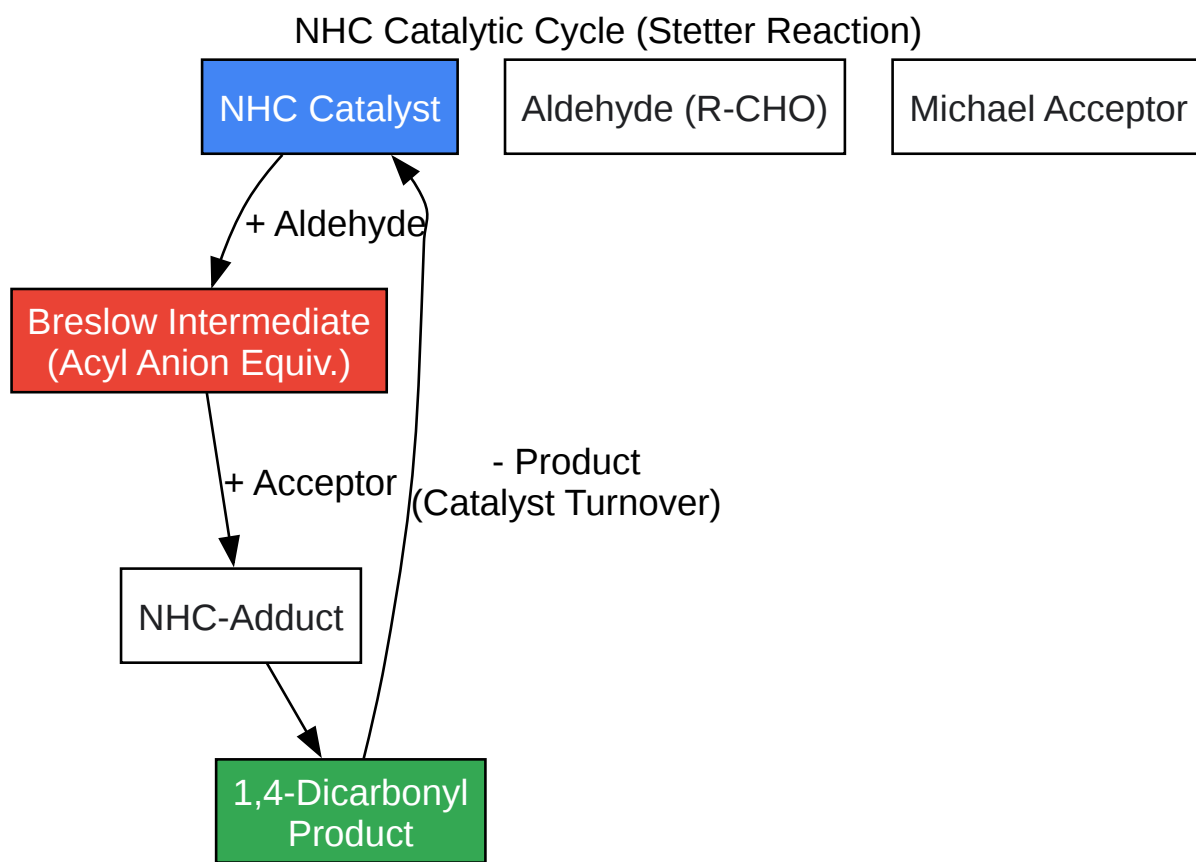 NHC Catalytic Cycle (Stetter Reaction)
NHC Catalyst
Aldehyde (R-CHO)
Michael Acceptor
+ Aldehyde
Breslow Intermediate
(Acyl Anion Equiv.)
+ Acceptor
- Product
(Catalyst Turnover)
NHC-Adduct
1,4-Dicarbonyl
Product